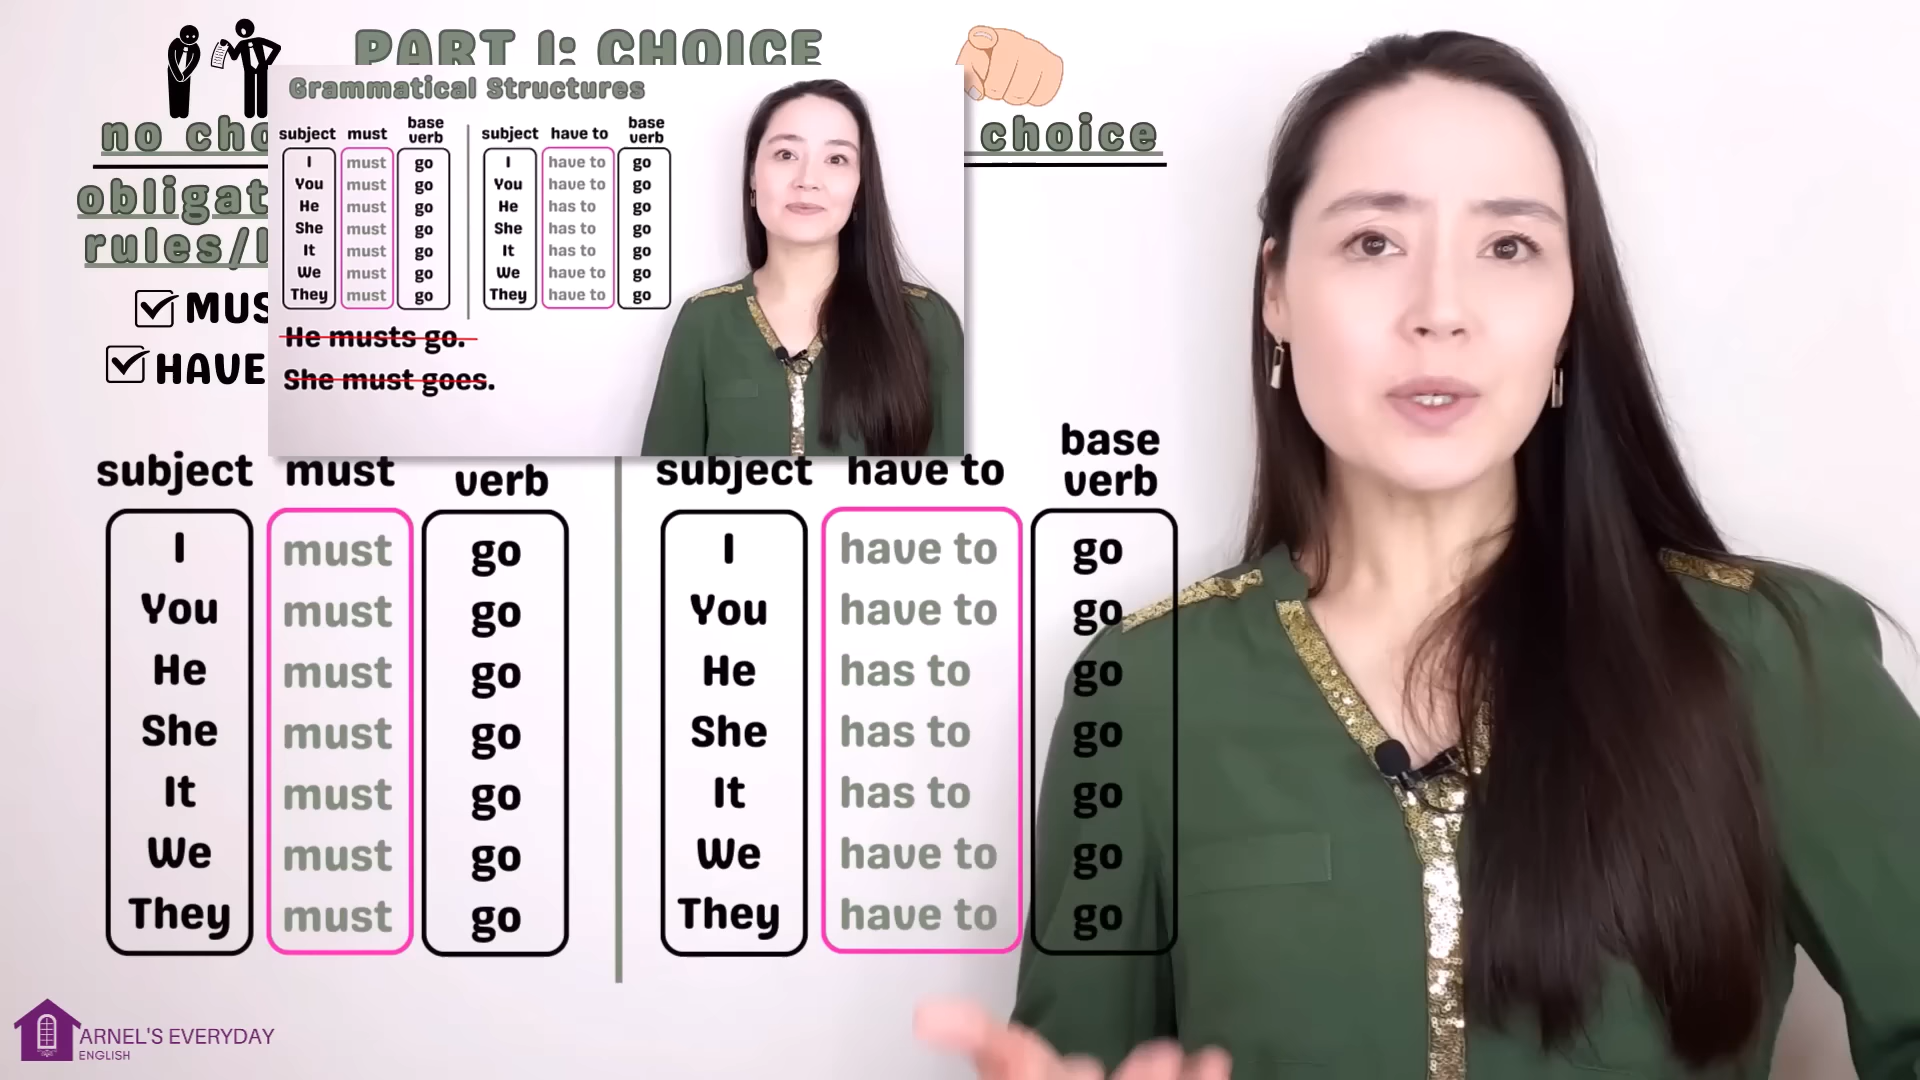 PART 1: CHOICE
no cho
choice
obligat
rules/
MUS
HAVE
Grammatical Structures
subject must base verb subject have to base verb
I must go I have to go
You must go You have to go
He must go He has to go
She must go She has to go
It must go It has to go
We must go We have to go
They must go They have to go
He musts go.
She must goes.
subject must verb subject have to base verb
I must go I have to go
You must go You have to go
He must go He has to go
She must go She has to go
It must go It has to go
We must go We have to go
They must go They have to go
ARNEL'S EVERYDAY
ENGLISH